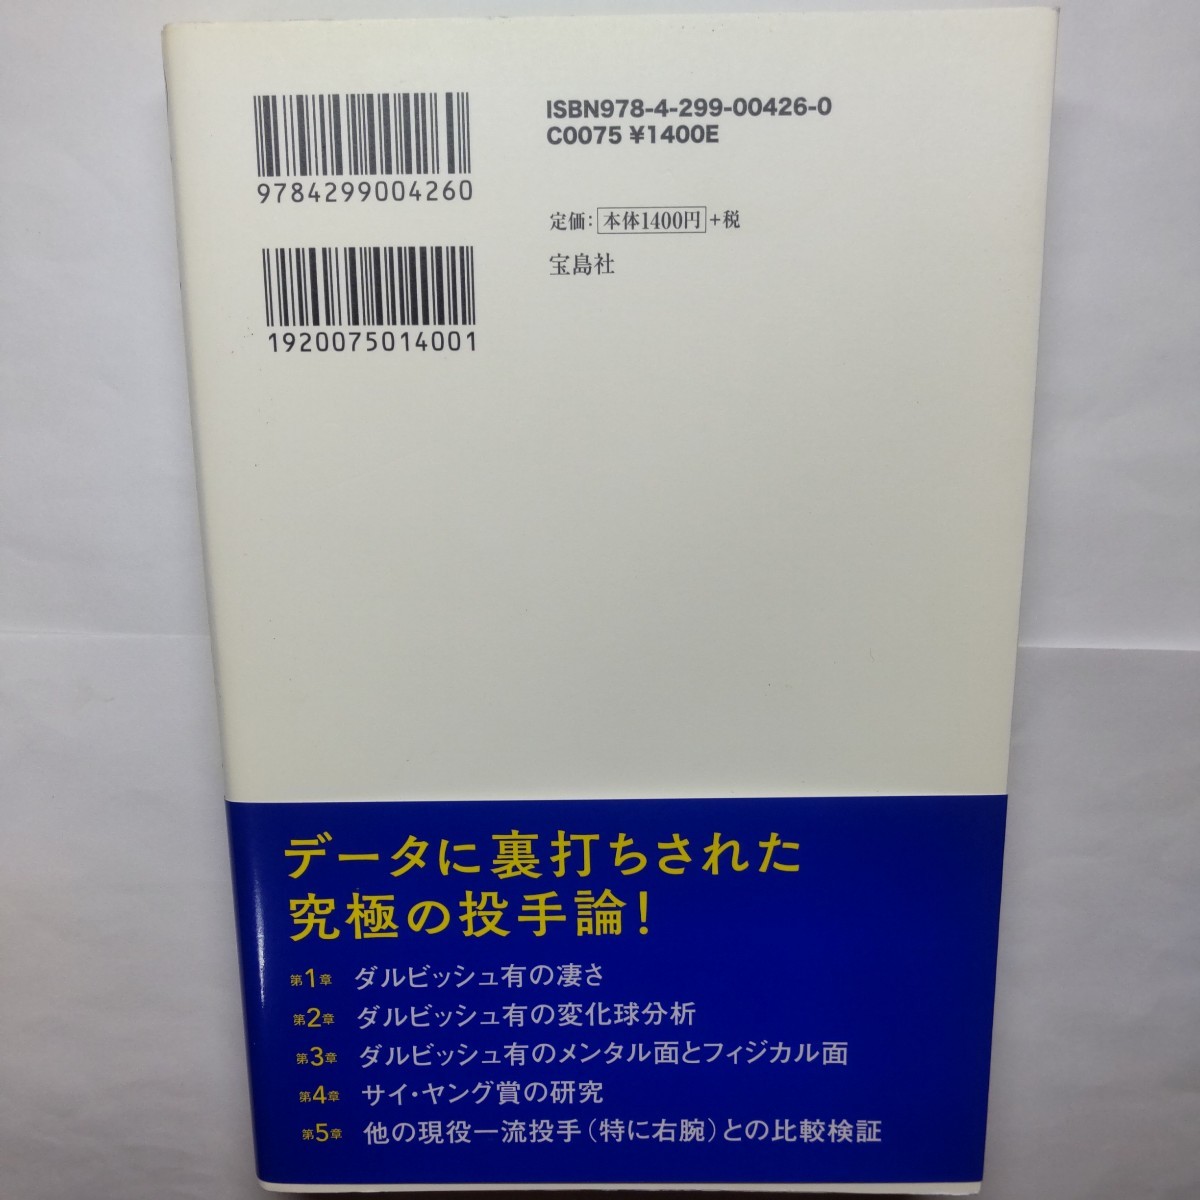 9784299004260
1920075014001
ISBN978-4-299-00426-0
C0075 ¥1400E
定価: 本体1400円+税
宝島社
データに裏打ちされた
究極の投手論!
第1章 ダルビッシュ有の凄さ
第2章 ダルビッシュ有の変化球分析
第3章 ダルビッシュ有のメンタル面とフィジカル面
第4章 サイ・ヤング賞の研究
第5章 他の現役一流投手(特に右腕)との比較検証